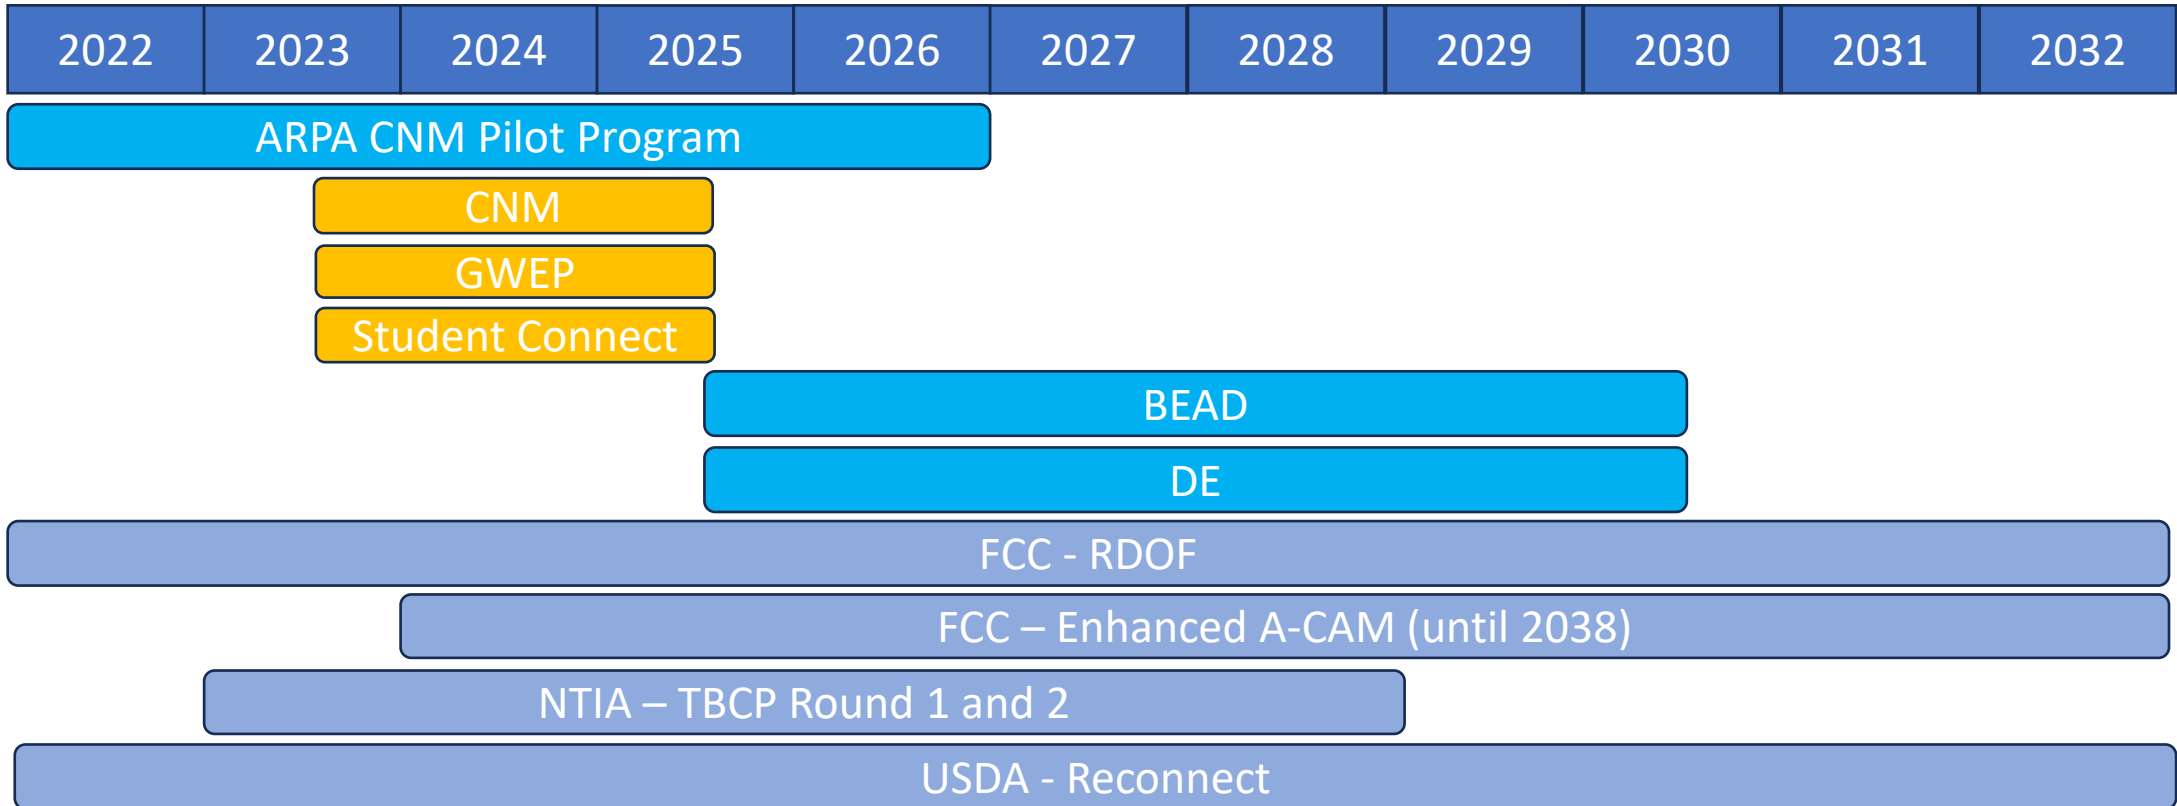 2022 2023 2024 2025 2026 2027 2028 2029 2030 2031 2032
ARPA CNM Pilot Program
CNM
GWEP
Student Connect
BEAD
DE
FCC - RDOF
FCC – Enhanced A-CAM (until 2038)
NTIA – TBCP Round 1 and 2
USDA - Reconnect